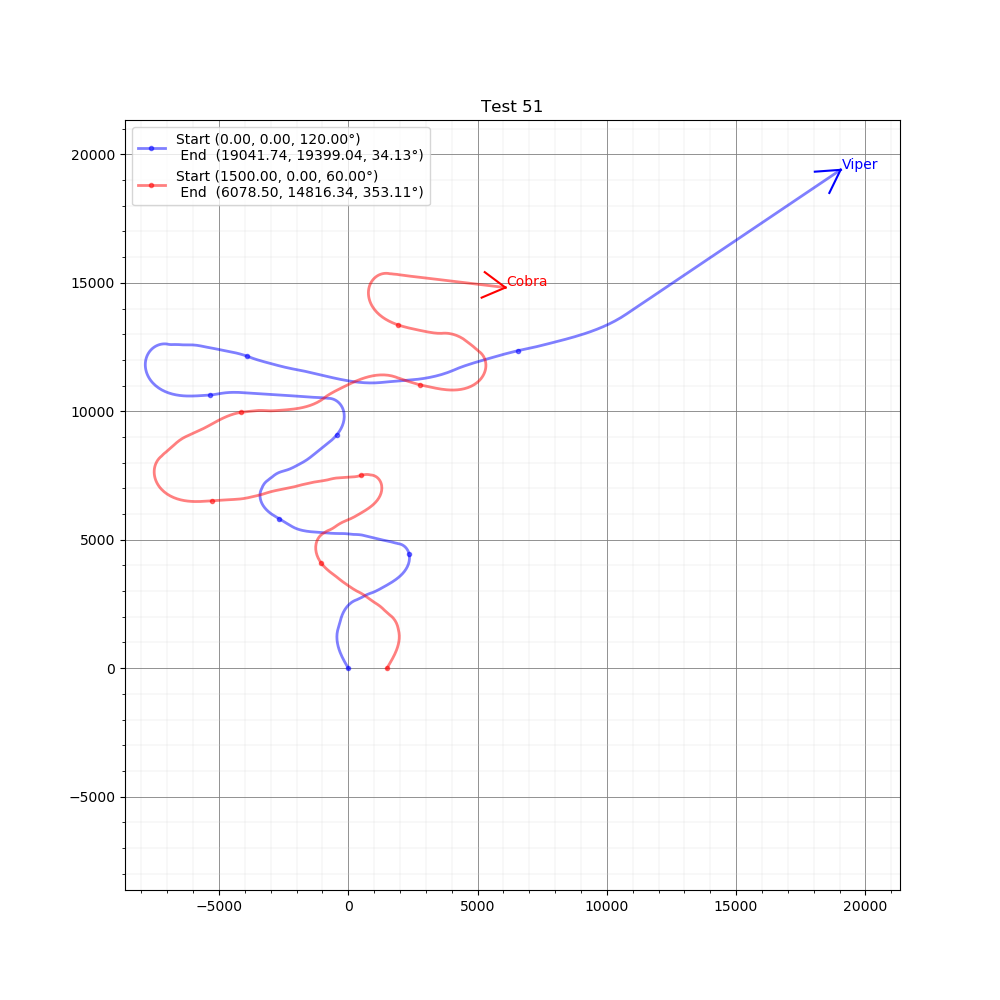 Test 51
Start (0.00, 0.00, 120.00°)
End (19041.74, 19399.04, 34.13°)
Start (1500.00, 0.00, 60.00°)
End (6078.50, 14816.34, 353.11°)
Viper
Cobra
20000
15000
10000
5000
0
−5000
−5000
0
5000
10000
15000
20000